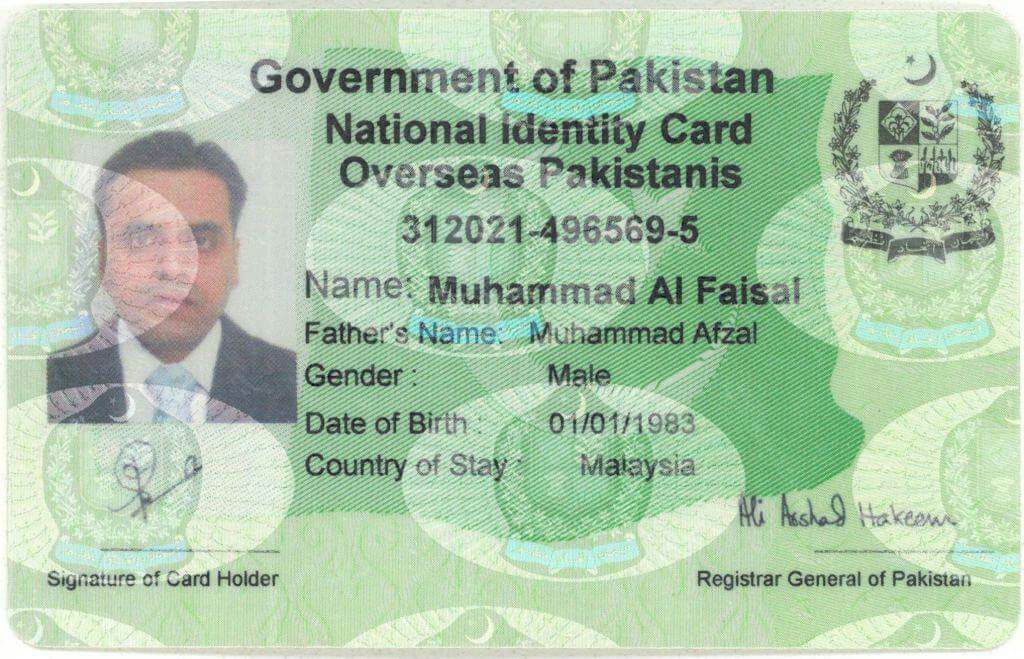 Government of Pakistan
National Identity Card
Overseas Pakistanis
312021-496569-5
Name: Muhammad Al Faisal
Father's Name: Muhammad Afzal
Gender : Male
Date of Birth : 01/01/1983
Country of Stay : Malaysia
Ali Arshad Hakeem
Signature of Card Holder
Registrar General of Pakistan